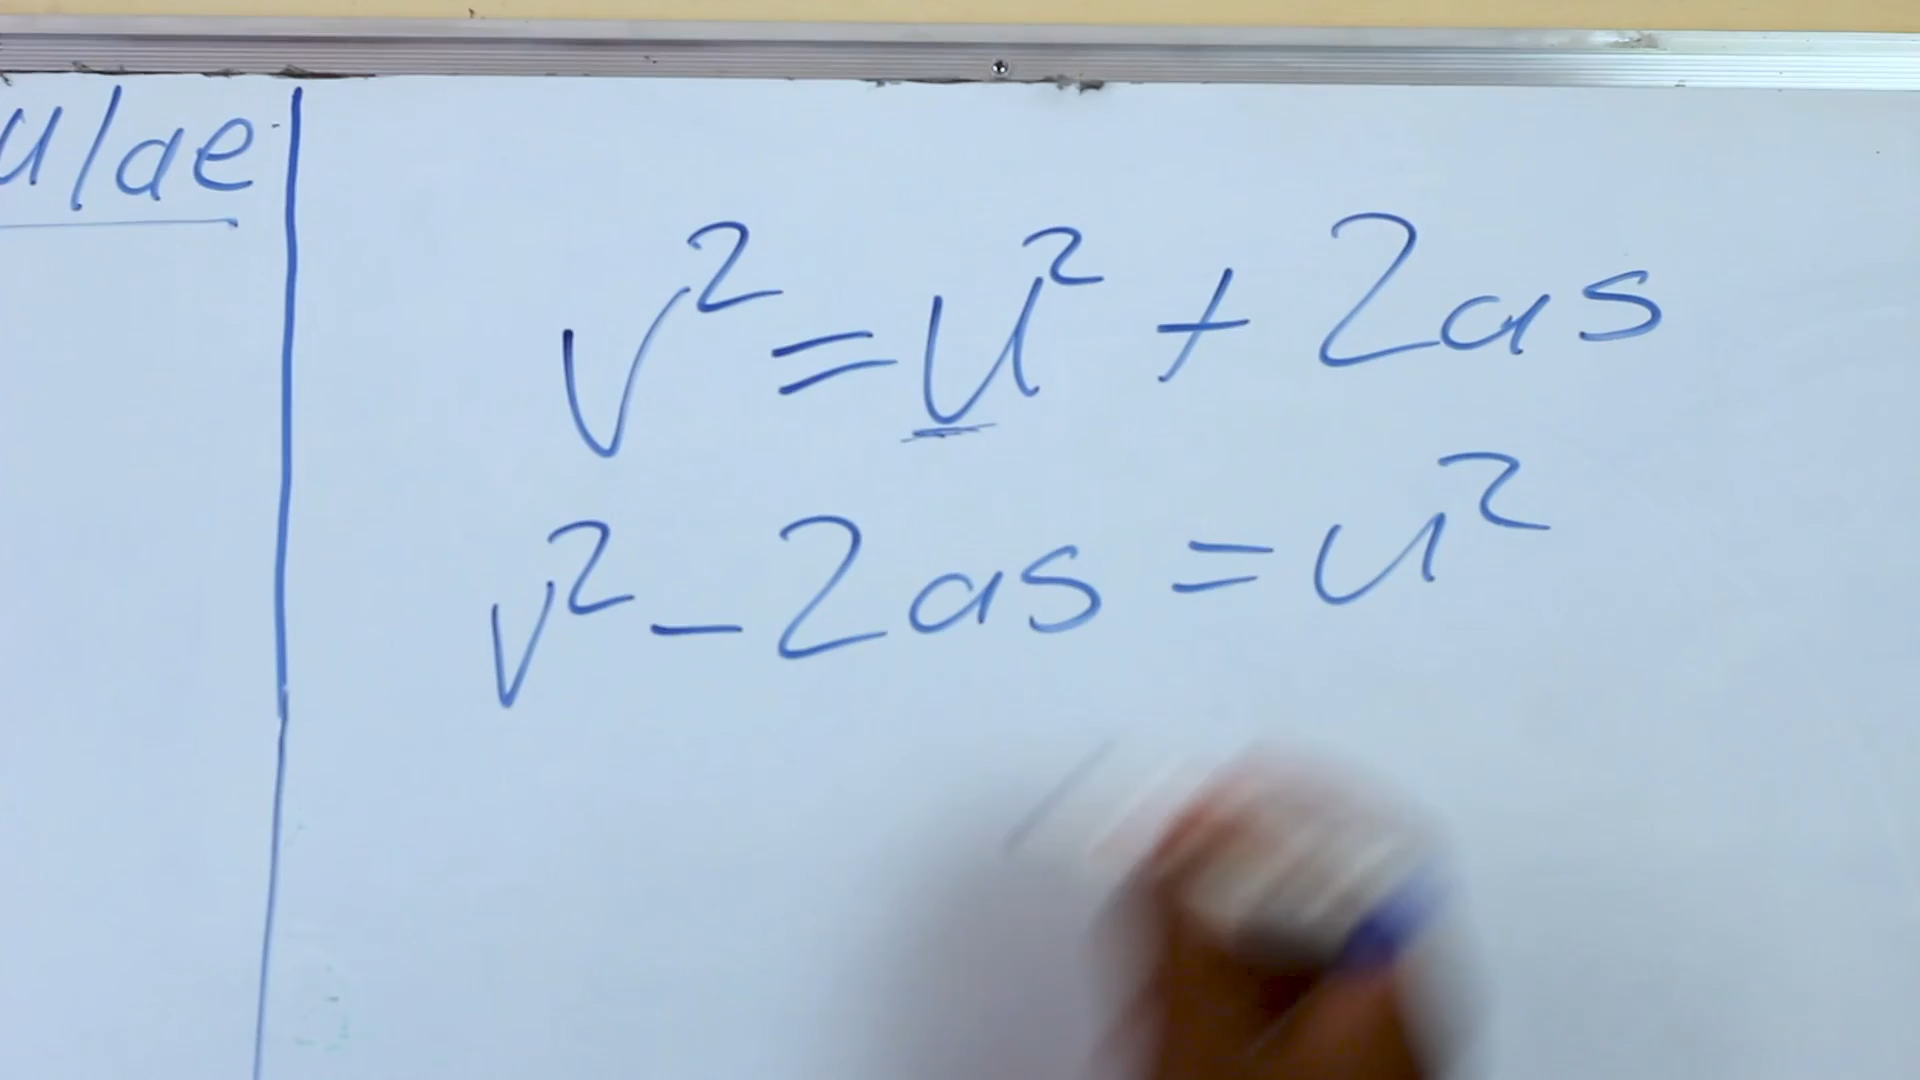 ulae
v² = u² + 2as
v² - 2as = u²